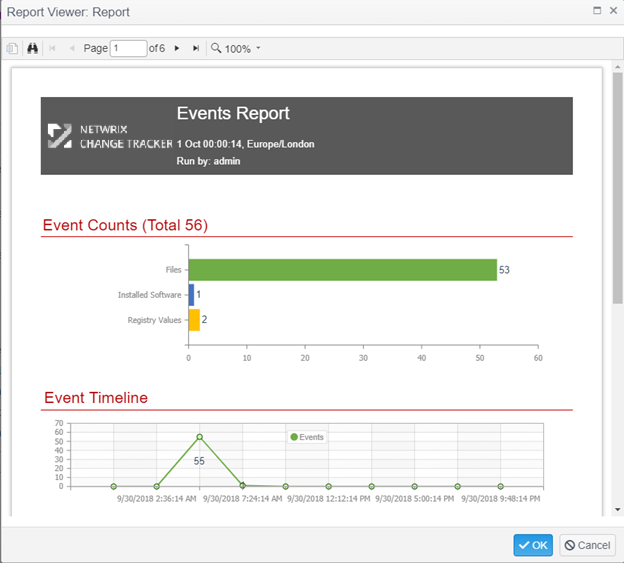 Report Viewer: Report
Page 1 of 6 100%
Events Report
NETWRIX
CHANGE TRACKER
1 Oct 00:00:14, Europe/London
Run by: admin
Event Counts (Total 56)
Files 53
Installed Software 1
Registry Values 2
0 10 20 30 40 50 60
Event Timeline
70
60
50
40
30
20
10
0
Events
55
9/30/2018 2:36:14 AM 9/30/2018 7:24:14 AM 9/30/2018 12:12:14 PM 9/30/2018 5:00:14 PM 9/30/2018 9:48:14 PM
OK Cancel